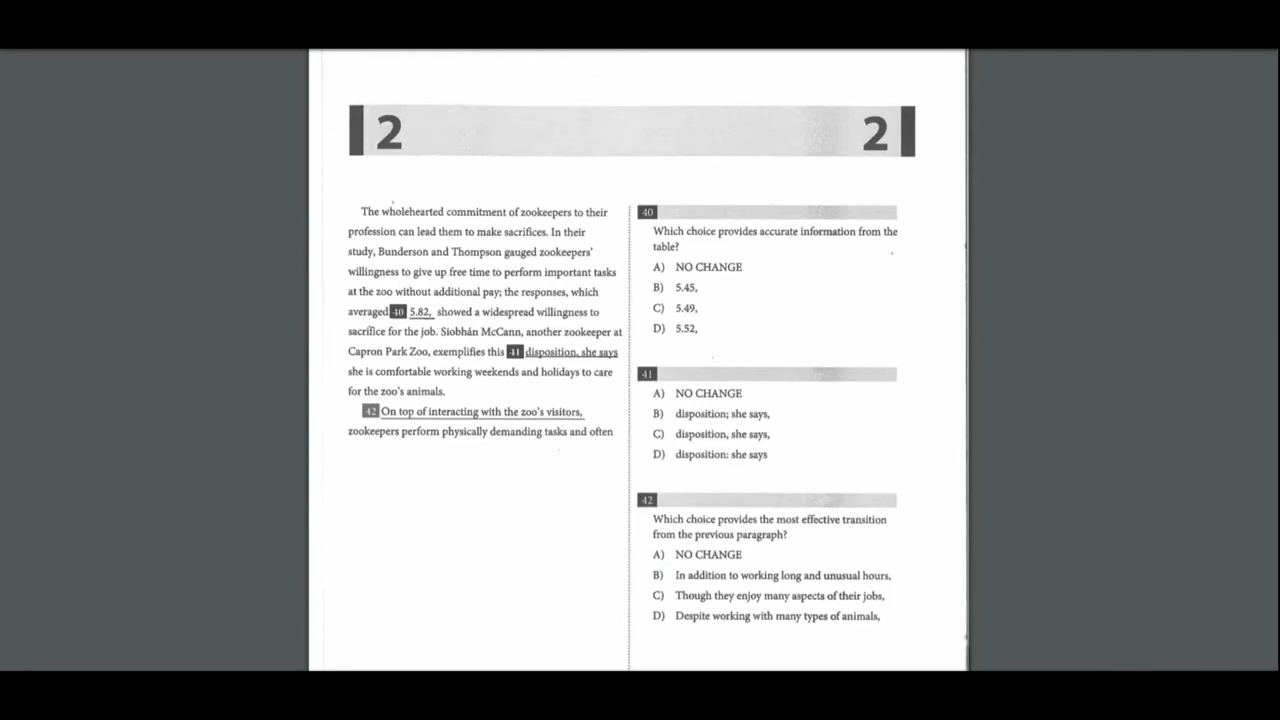 2 2
The wholehearted commitment of zookeepers to their
profession can lead them to make sacrifices. In their
study, Bunderson and Thompson gauged zookeepers'
willingness to give up free time to perform important tasks
at the zoo without additional pay; the responses, which
averaged 40 5.82, showed a widespread willingness to
sacrifice for the job. Siobhán McCann, another zookeeper at
Capron Park Zoo, exemplifies this 41 disposition, she says
she is comfortable working weekends and holidays to care
for the zoo's animals.
42 On top of interacting with the zoo's visitors,
zookeepers perform physically demanding tasks and often
40
Which choice provides accurate information from the
table?
A) NO CHANGE
B) 5.45,
C) 5.49,
D) 5.52,
41
A) NO CHANGE
B) disposition; she says,
C) disposition, she says,
D) disposition: she says
42
Which choice provides the most effective transition
from the previous paragraph?
A) NO CHANGE
B) In addition to working long and unusual hours,
C) Though they enjoy many aspects of their jobs,
D) Despite working with many types of animals,